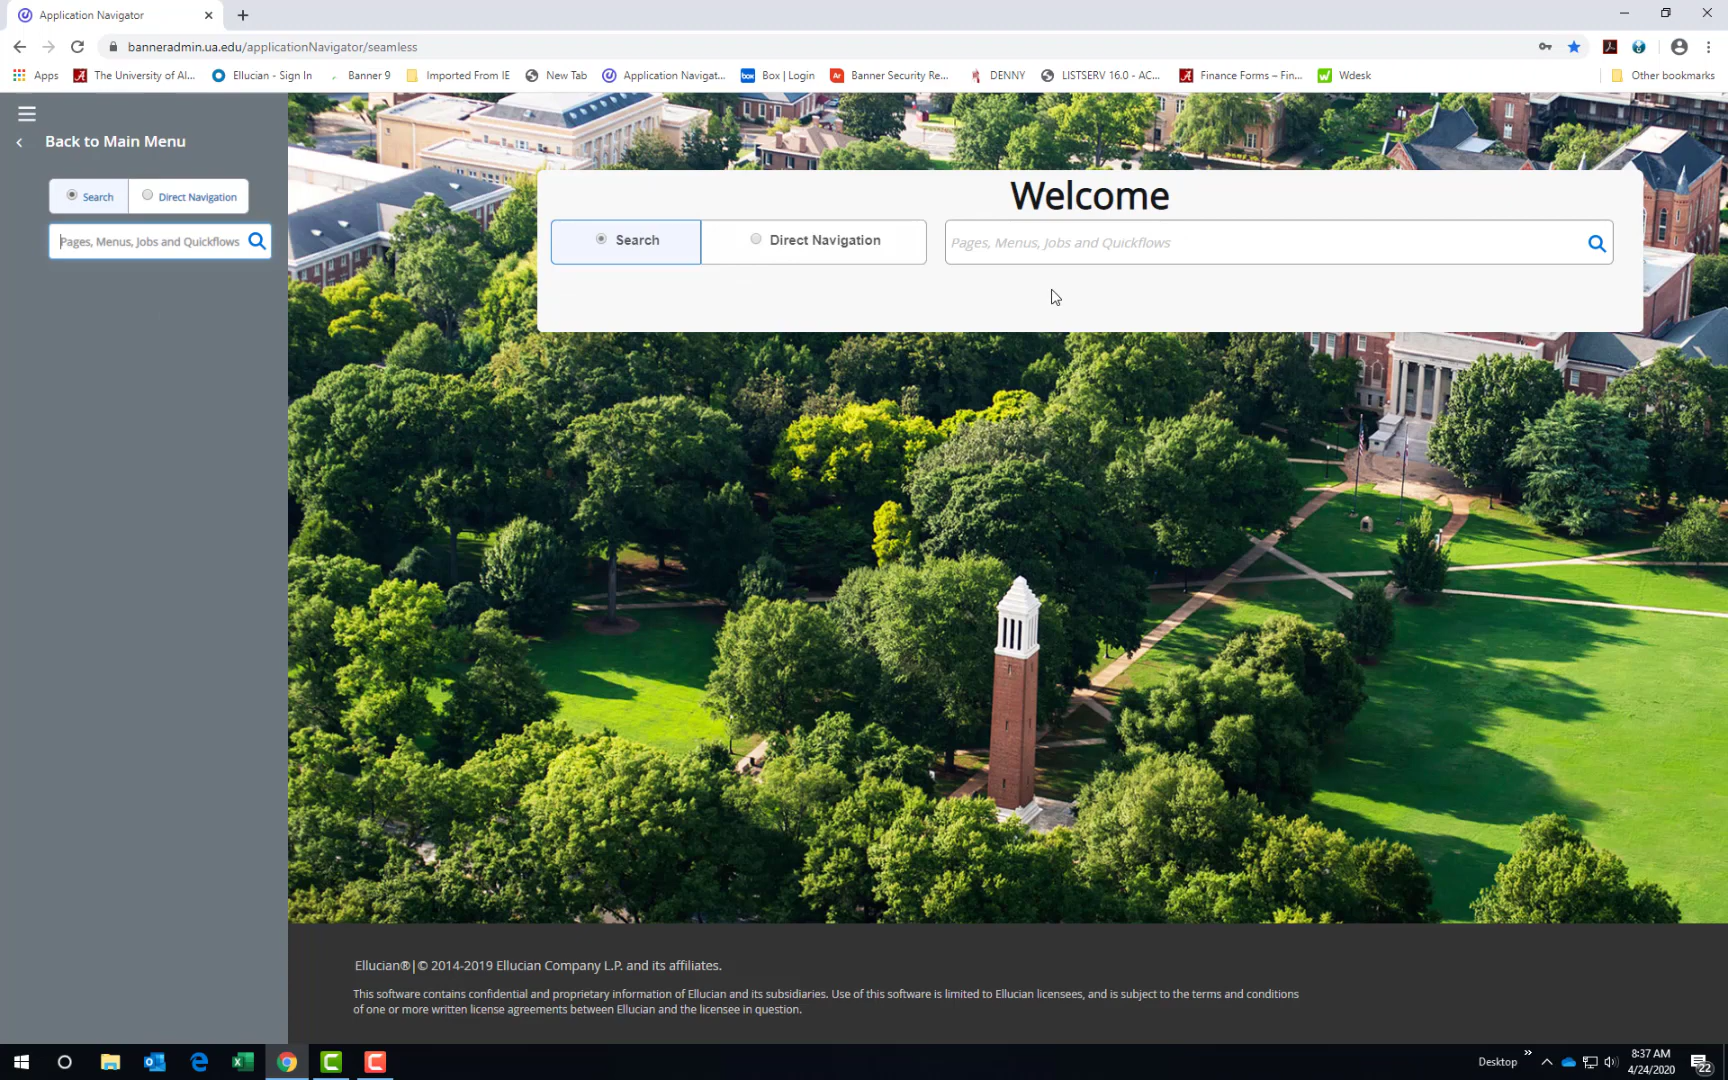 Application Navigator
banneradmin.ua.edu/applicationNavigator/seamless
Apps
The University of Al...
Ellucian - Sign In
Banner 9
Imported From IE
New Tab
Application Navigat...
box
Box | Login
Ar
Banner Security Re...
DENNY
LISTSERV 16.0 - AC...
Finance Forms – Fin...
Wdesk
Other bookmarks
Back to Main Menu
Search
Direct Navigation
Pages, Menus, Jobs and Quickflows
Welcome
Search
Direct Navigation
Pages, Menus, Jobs and Quickflows
Ellucian®|© 2014-2019 Ellucian Company L.P. and its affiliates.
This software contains confidential and proprietary information of Ellucian and its subsidiaries. Use of this software is limited to Ellucian licensees, and is subject to the terms and conditions
of one or more written license agreements between Ellucian and the licensee in question.
Desktop
8:37 AM
4/24/2020
22